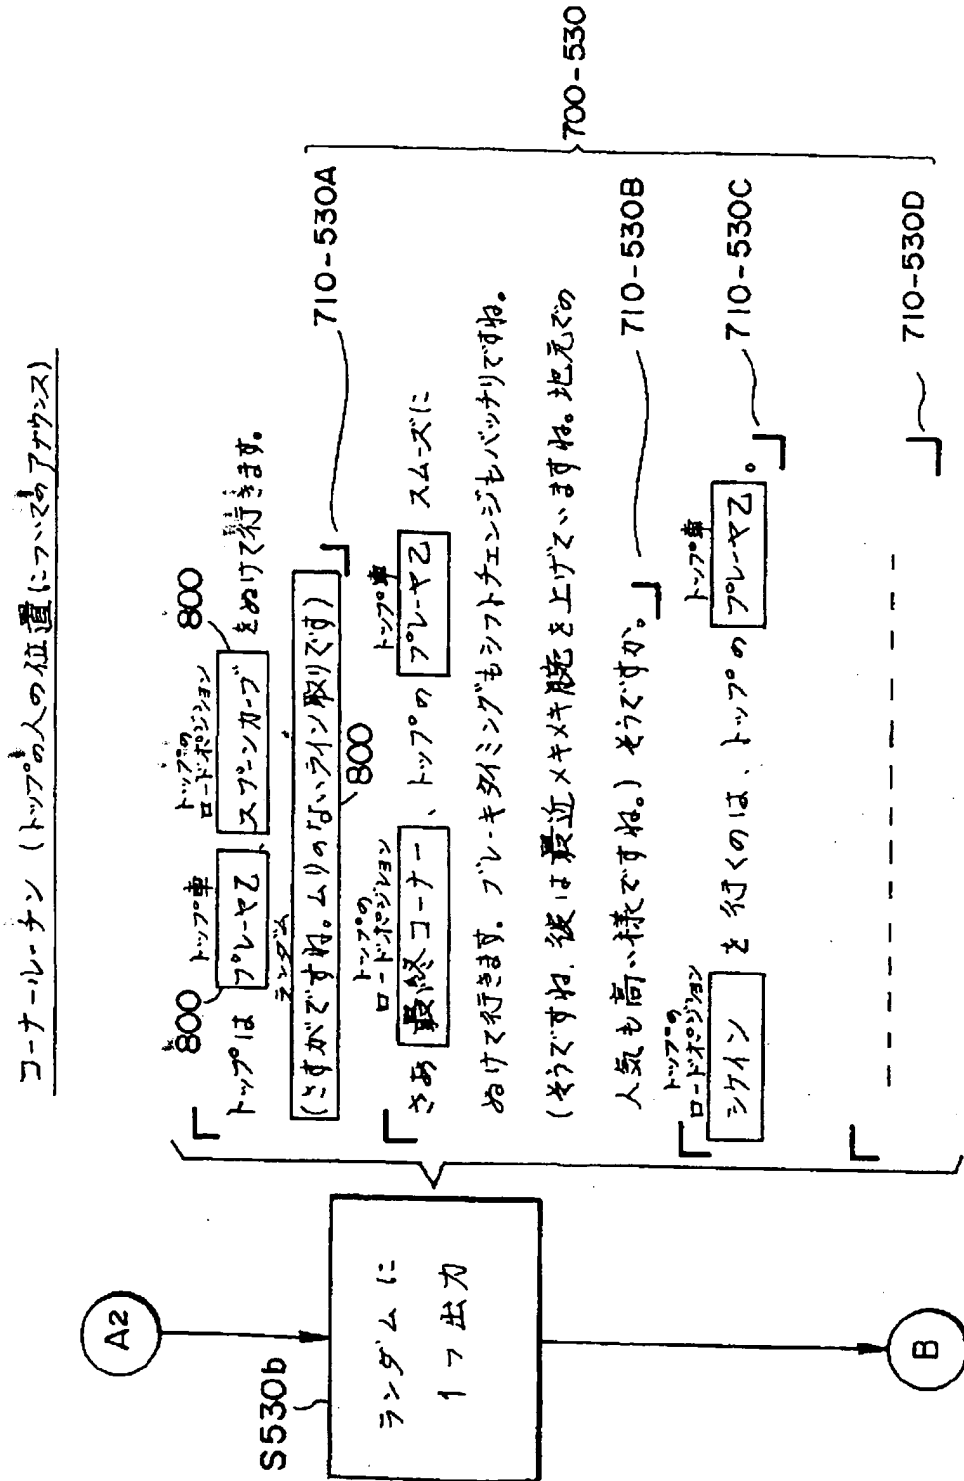 コーナールーチン (トップの人の位置についてのアナウンス)
A2
S530b
ランダムに
1つ出力
B
800
トップ車
トップの
ロードポジション
800
「トップは プレーヤ乙、スプーンカーブ をぬけて行きます。
ランダム
(さすがですね。ムリのないライン取りです)」
800
710-530A
トップの
ロードポジション
トップ車
「さあ 最終コーナー、トップの プレーヤ乙 スムーズに
ぬけて行きます。ブレーキタイミングもシフトチェンジもバッチリですね。
(そうですね。彼は最近メキメキ腕を上げていますね。地元での
人気も高い様ですね。) そうですか。」
710-530B
トップの
ロードポジション
トップ車
「シケイン を行くのは、トップの プレーヤ乙。」
710-530C
「 」
710-530D
700-530